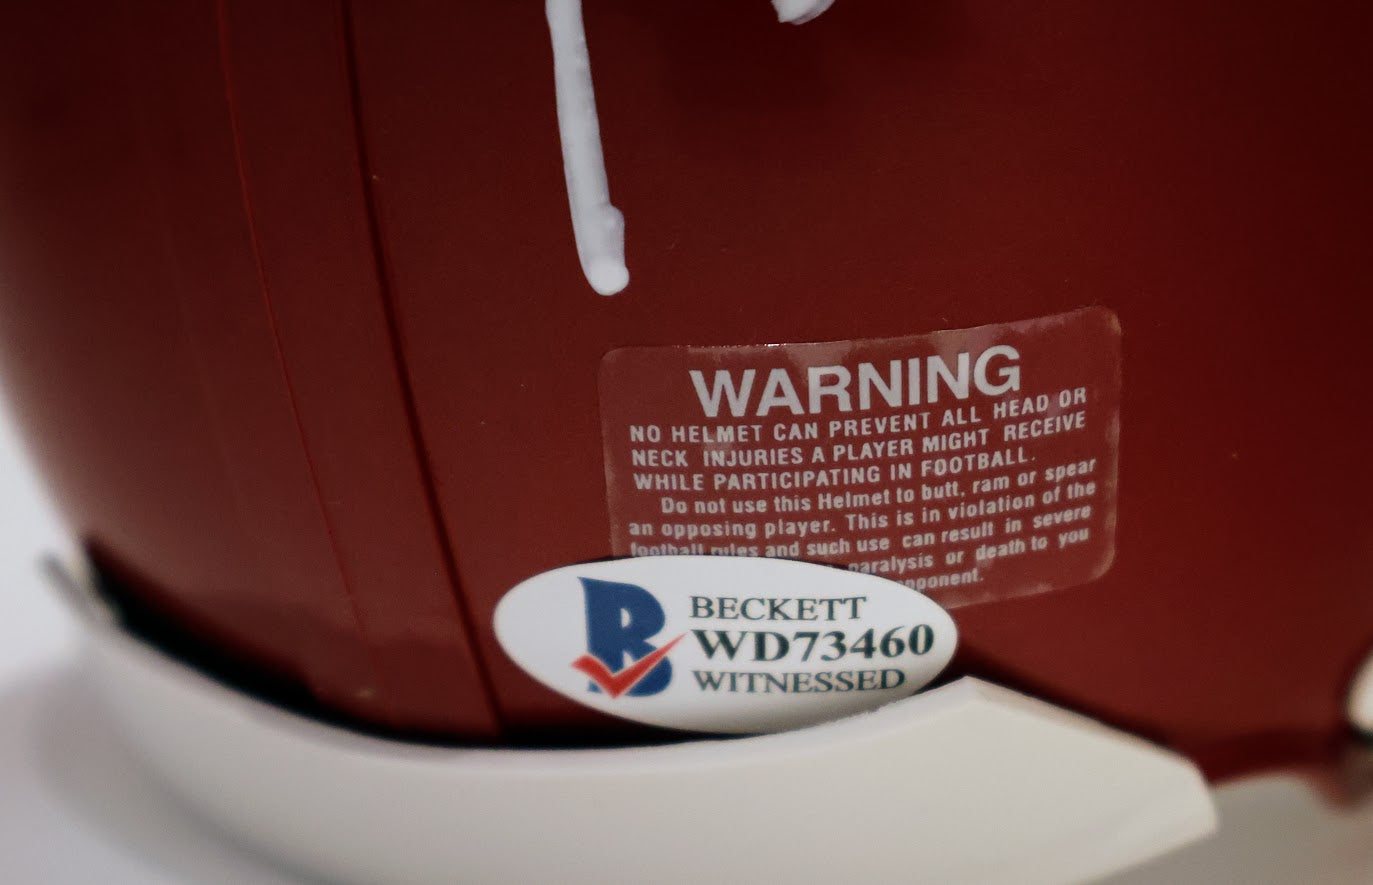 WARNING
NO HELMET CAN PREVENT ALL HEAD OR
NECK INJURIES A PLAYER MIGHT RECEIVE
WHILE PARTICIPATING IN FOOTBALL.
Do not use this Helmet to butt, ram or spear
an opposing player. This is in violation of the
football rules and such use can result in severe
paralysis or death to you
opponent.
B
BECKETT
WD73460
WITNESSED